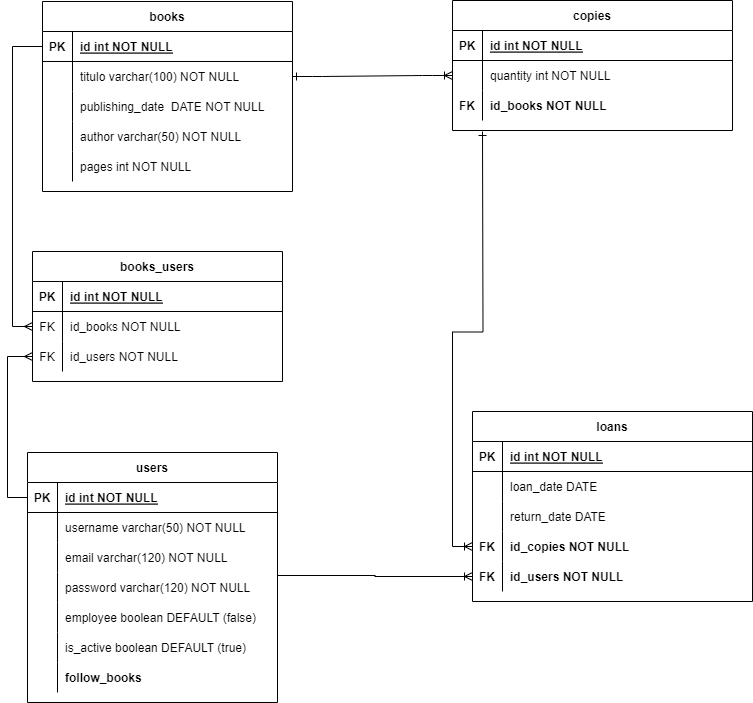 books
PK id int NOT NULL
titulo varchar(100) NOT NULL
publishing_date  DATE NOT NULL
author varchar(50) NOT NULL
pages int NOT NULL
copies
PK id int NOT NULL
quantity int NOT NULL
FK id_books NOT NULL
books_users
PK id int NOT NULL
FK id_books NOT NULL
FK id_users NOT NULL
users
PK id int NOT NULL
username varchar(50) NOT NULL
email varchar(120) NOT NULL
password varchar(120) NOT NULL
employee boolean DEFAULT (false)
is_active boolean DEFAULT (true)
follow_books
loans
PK id int NOT NULL
loan_date DATE
return_date DATE
FK id_copies NOT NULL
FK id_users NOT NULL